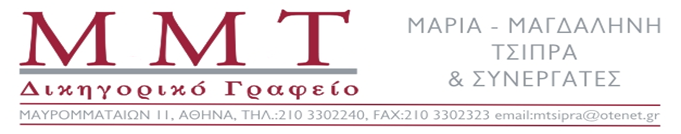 ΜΜΤ
Δικηγορικό Γραφείο
ΜΑΡΙΑ - ΜΑΓΔΑΛΗΝΗ
ΤΣΙΠΡΑ
& ΣΥΝΕΡΓΑΤΕΣ
ΜΑΥΡΟΜΜΑΤΑΙΩΝ 11, ΑΘΗΝΑ, ΤΗΛ.:210 3302240, FAX:210 3302323 email:mtsipra@otenet.gr